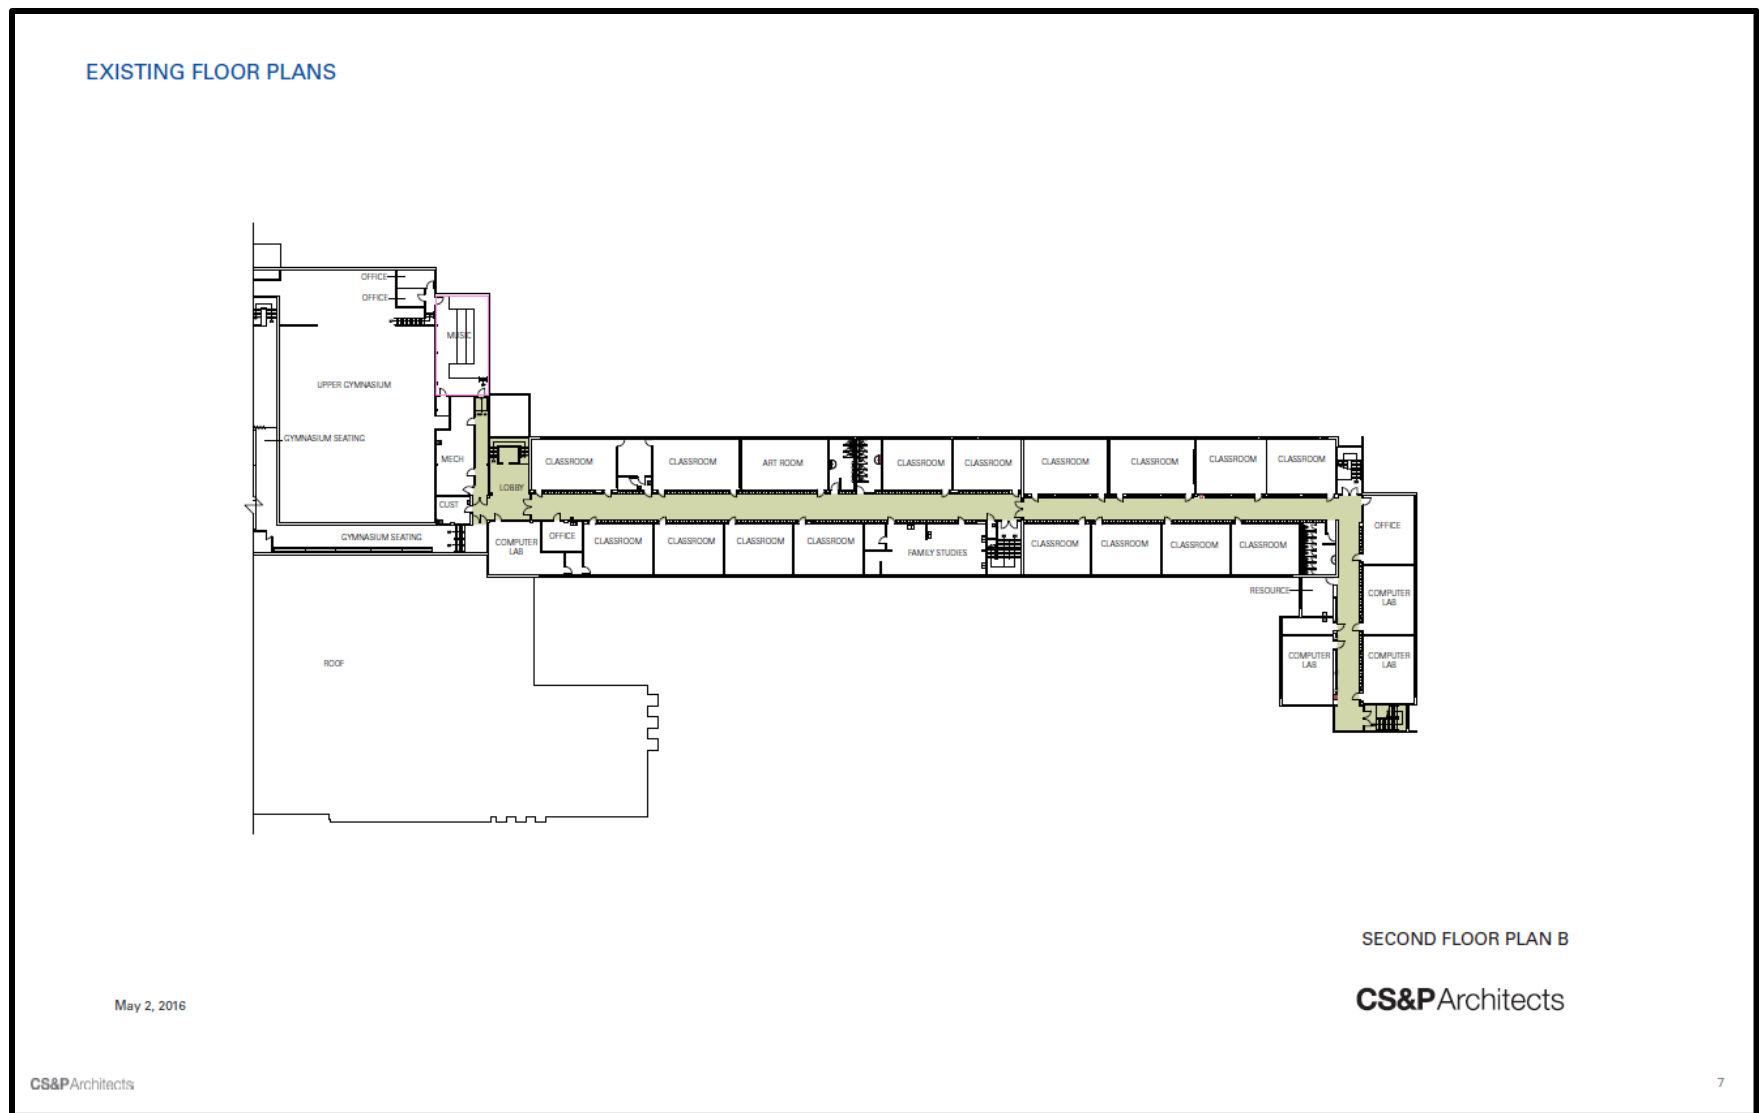 EXISTING FLOOR PLANS
OFFICE
OFFICE
MUSIC
UPPER GYMNASIUM
GYMNASIUM SEATING
MECH
CUST
LOBBY
GYMNASIUM SEATING
CLASSROOM
CLASSROOM
ART ROOM
CLASSROOM
CLASSROOM
CLASSROOM
CLASSROOM
CLASSROOM
CLASSROOM
COMPUTER
LAB
OFFICE
CLASSROOM
CLASSROOM
CLASSROOM
CLASSROOM
FAMILY STUDIES
CLASSROOM
CLASSROOM
CLASSROOM
CLASSROOM
OFFICE
RESOURCE
COMPUTER
LAB
COMPUTER
LAB
COMPUTER
LAB
ROOF
SECOND FLOOR PLAN B
CS&P Architects
May 2, 2016
CS&P Architects
7